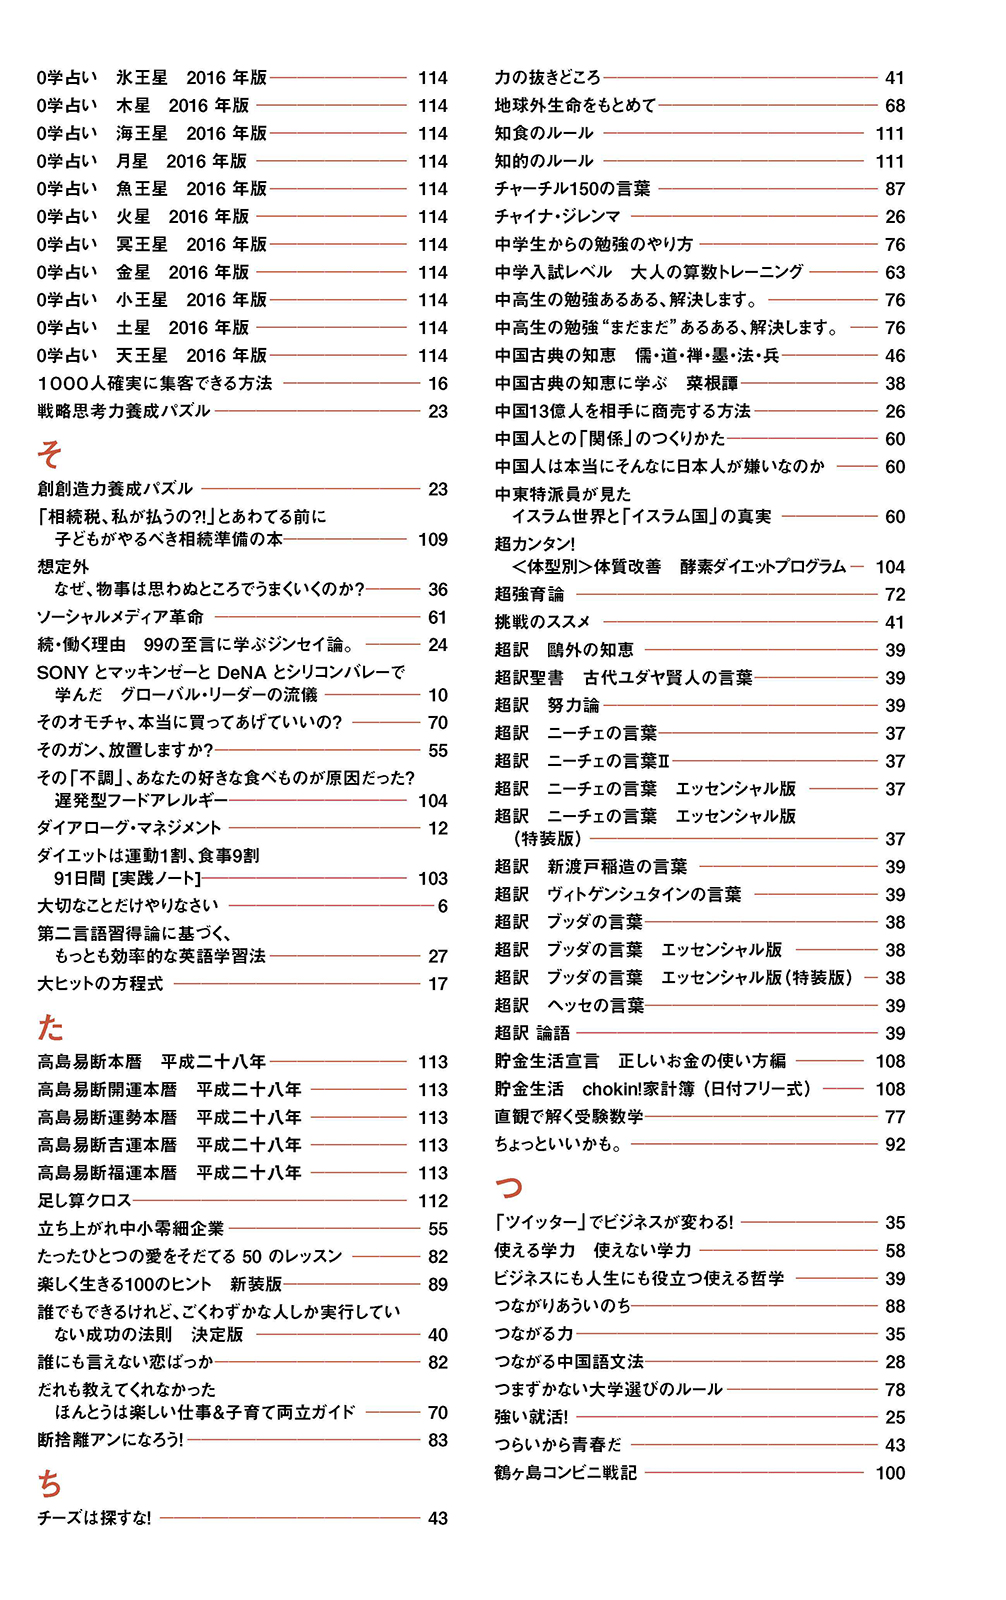 0学占い　氷王星　2016 年版 114
0学占い　木星　2016 年版 114
0学占い　海王星　2016 年版 114
0学占い　月星　2016 年版 114
0学占い　魚王星　2016 年版 114
0学占い　火星　2016 年版 114
0学占い　冥王星　2016 年版 114
0学占い　金星　2016 年版 114
0学占い　小王星　2016 年版 114
0学占い　土星　2016 年版 114
0学占い　天王星　2016 年版 114
1000人確実に集客できる方法 16
戦略思考力養成パズル 23
そ
創創造力養成パズル 23
「相続税、私が払うの?!」とあわてる前に
子どもがやるべき相続準備の本 109
想定外
なぜ、物事は思わぬところでうまくいくのか? 36
ソーシャルメディア革命 61
続・働く理由　99の至言に学ぶジンセイ論。 24
SONY とマッキンゼーと DeNA とシリコンバレーで
学んだ　グローバル・リーダーの流儀 10
そのオモチャ、本当に買ってあげていいの? 70
そのガン、放置しますか? 55
その「不調」、あなたの好きな食べものが原因だった?
遅発型フードアレルギー 104
ダイアローグ・マネジメント 12
ダイエットは運動1割、食事9割
91日間 [実践ノート] 103
大切なことだけやりなさい 6
第二言語習得論に基づく、
もっとも効率的な英語学習法 27
大ヒットの方程式 17
た
高島易断本暦　平成二十八年 113
高島易断開運本暦　平成二十八年 113
高島易断運勢本暦　平成二十八年 113
高島易断吉運本暦　平成二十八年 113
高島易断福運本暦　平成二十八年 113
足し算クロス 112
立ち上がれ中小零細企業 55
たったひとつの愛をそだてる 50 のレッスン 82
楽しく生きる100のヒント　新装版 89
誰でもできるけれど、ごくわずかな人しか実行してい
ない成功の法則　決定版 40
誰にも言えない恋ばっか 82
だれも教えてくれなかった
ほんとうは楽しい仕事&子育て両立ガイド 70
断捨離アンになろう! 83
ち
チーズは探すな! 43
力の抜きどころ 41
地球外生命をもとめて 68
知食のルール 111
知的のルール 111
チャーチル150の言葉 87
チャイナ・ジレンマ 26
中学生からの勉強のやり方 76
中学入試レベル　大人の算数トレーニング 63
中高生の勉強あるある、解決します。 76
中高生の勉強 “まだまだ” あるある、解決します。 76
中国古典の知恵　儒・道・禅・墨・法・兵 46
中国古典の知恵に学ぶ　菜根譚 38
中国13億人を相手に商売する方法 26
中国人との「関係」のつくりかた 60
中国人は本当にそんなに日本人が嫌いなのか 60
中東特派員が見た
イスラム世界と「イスラム国」の真実 60
超カンタン!
＜体型別＞体質改善　酵素ダイエットプログラム 104
超強育論 72
挑戦のススメ 41
超訳　鷗外の知恵 39
超訳聖書　古代ユダヤ賢人の言葉 39
超訳　努力論 39
超訳　ニーチェの言葉 37
超訳　ニーチェの言葉Ⅱ 37
超訳　ニーチェの言葉　エッセンシャル版 37
超訳　ニーチェの言葉　エッセンシャル版
（特装版） 37
超訳　新渡戸稲造の言葉 39
超訳　ヴィトゲンシュタインの言葉 39
超訳　ブッダの言葉 38
超訳　ブッダの言葉　エッセンシャル版 38
超訳　ブッダの言葉　エッセンシャル版（特装版） 38
超訳　ヘッセの言葉 39
超訳 論語 39
貯金生活宣言　正しいお金の使い方編 108
貯金生活　chokin!家計簿 （日付フリー式） 108
直観で解く受験数学 77
ちょっといいかも。 92
つ
「ツイッター」でビジネスが変わる! 35
使える学力　使えない学力 58
ビジネスにも人生にも役立つ使える哲学 39
つながりあういのち 88
つながる力 35
つながる中国語文法 28
つまずかない大学選びのルール 78
強い就活! 25
つらいから青春だ 43
鶴ヶ島コンビニ戦記 100